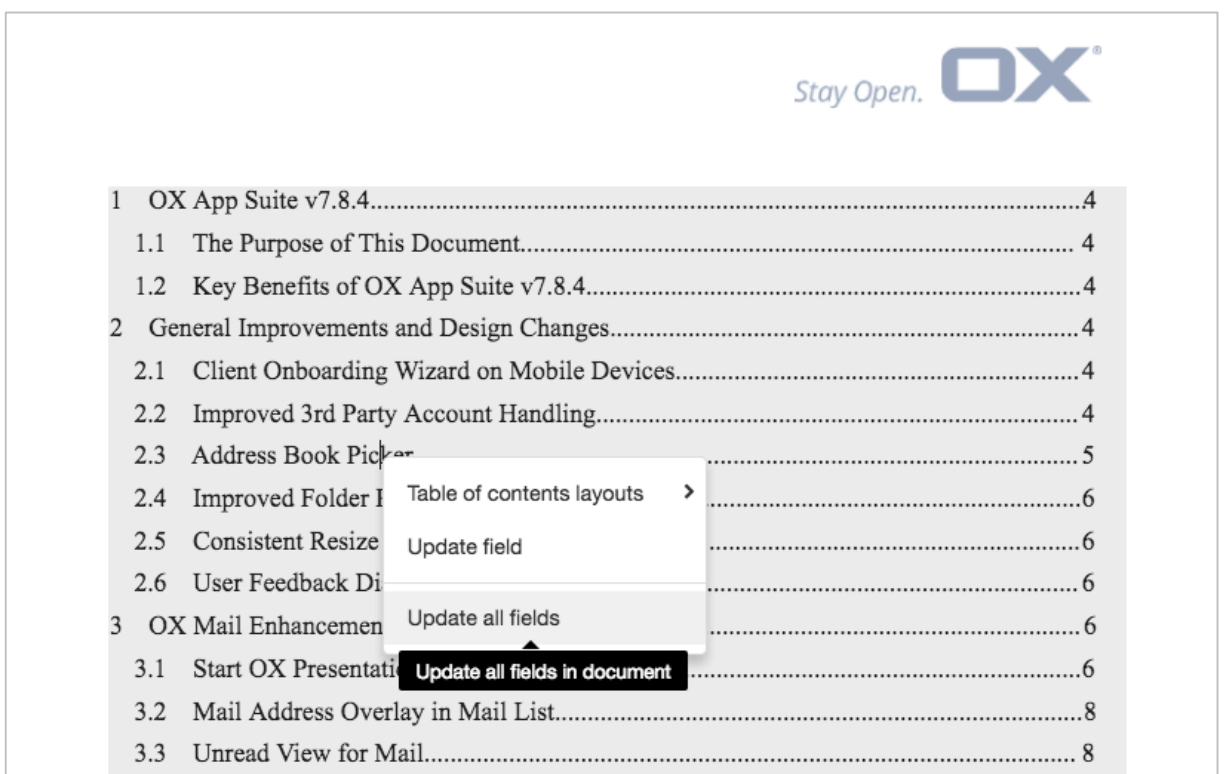 Stay Open. OX®
1 OX App Suite v7.8.4 4
1.1 The Purpose of This Document 4
1.2 Key Benefits of OX App Suite v7.8.4 4
2 General Improvements and Design Changes 4
2.1 Client Onboarding Wizard on Mobile Devices 4
2.2 Improved 3rd Party Account Handling 4
2.3 Address Book Picker 5
2.4 Improved Folder 6
Table of contents layouts
2.5 Consistent Resize 6
Update field
2.6 User Feedback 6
3 OX Mail 6
Update all fields
3.1 Start OX 6
Update all fields in document
3.2 Mail Address Overlay in Mail List 8
3.3 Unread View for Mail 8